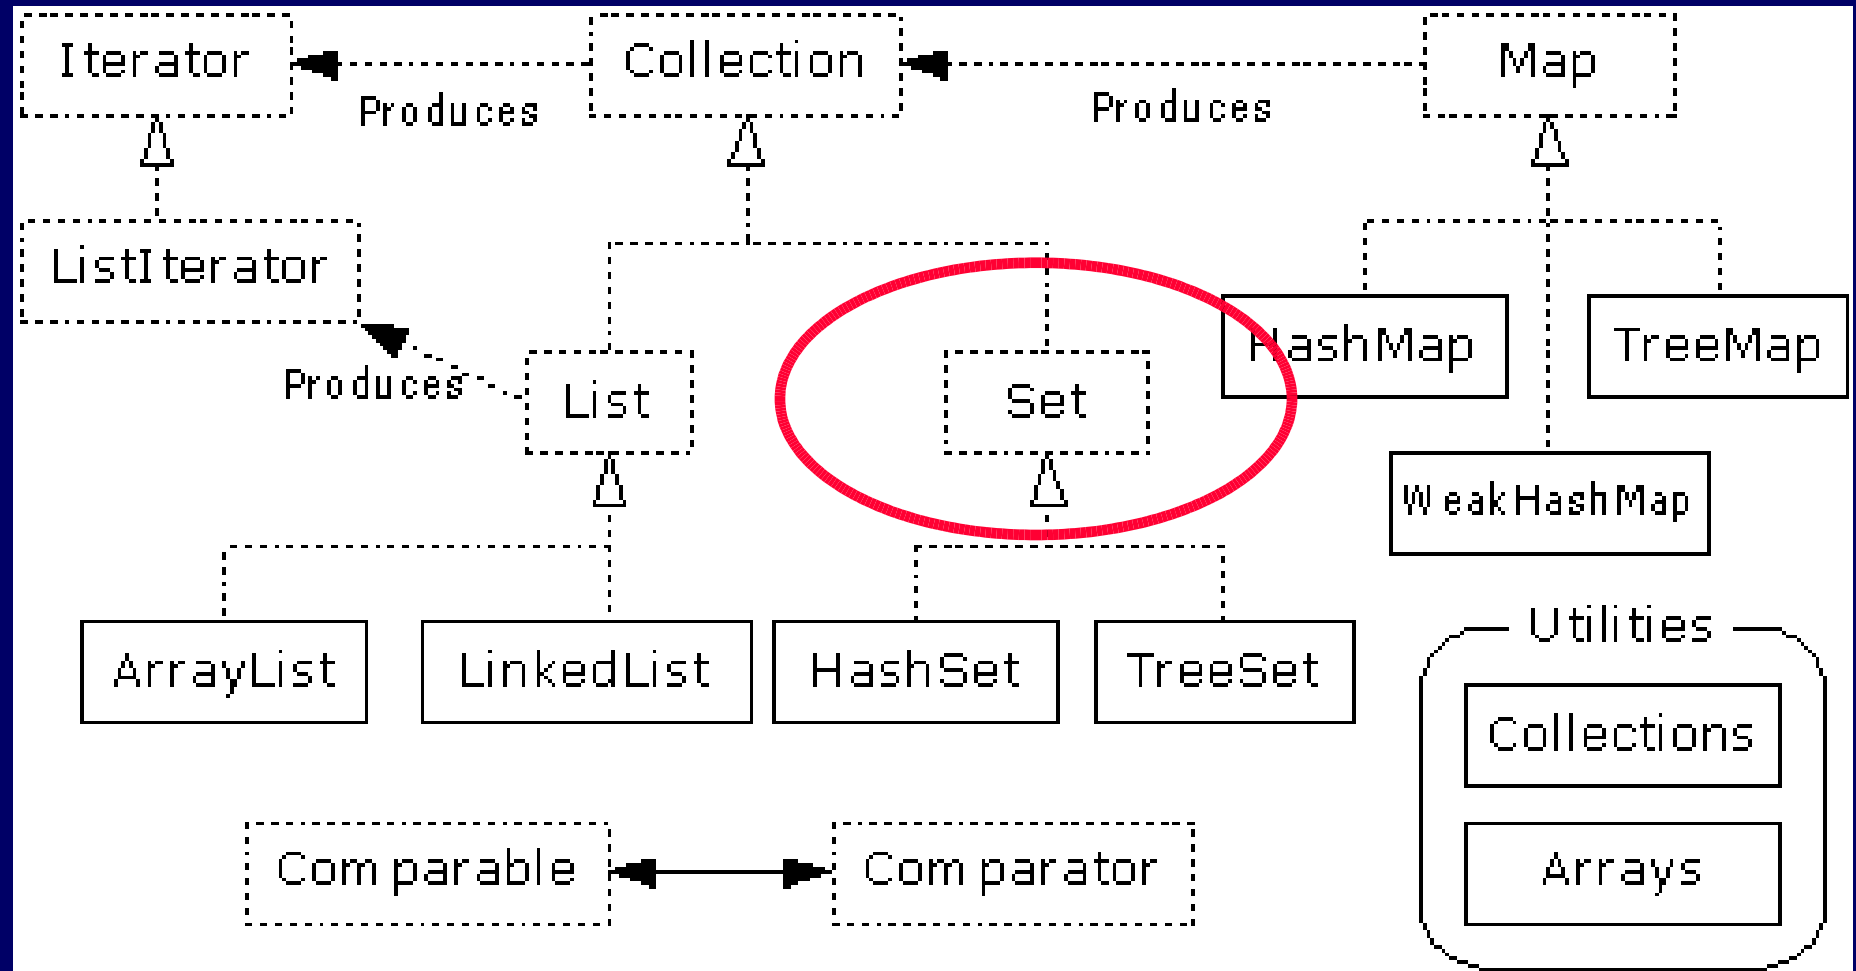 Iterator
Collection
Map
Produces
Produces
ListIterator
HashMap
TreeMap
Produces
List
Set
WeakHashMap
Utilities
ArrayList
LinkedList
HashSet
TreeSet
Collections
Comparable
Comparator
Arrays